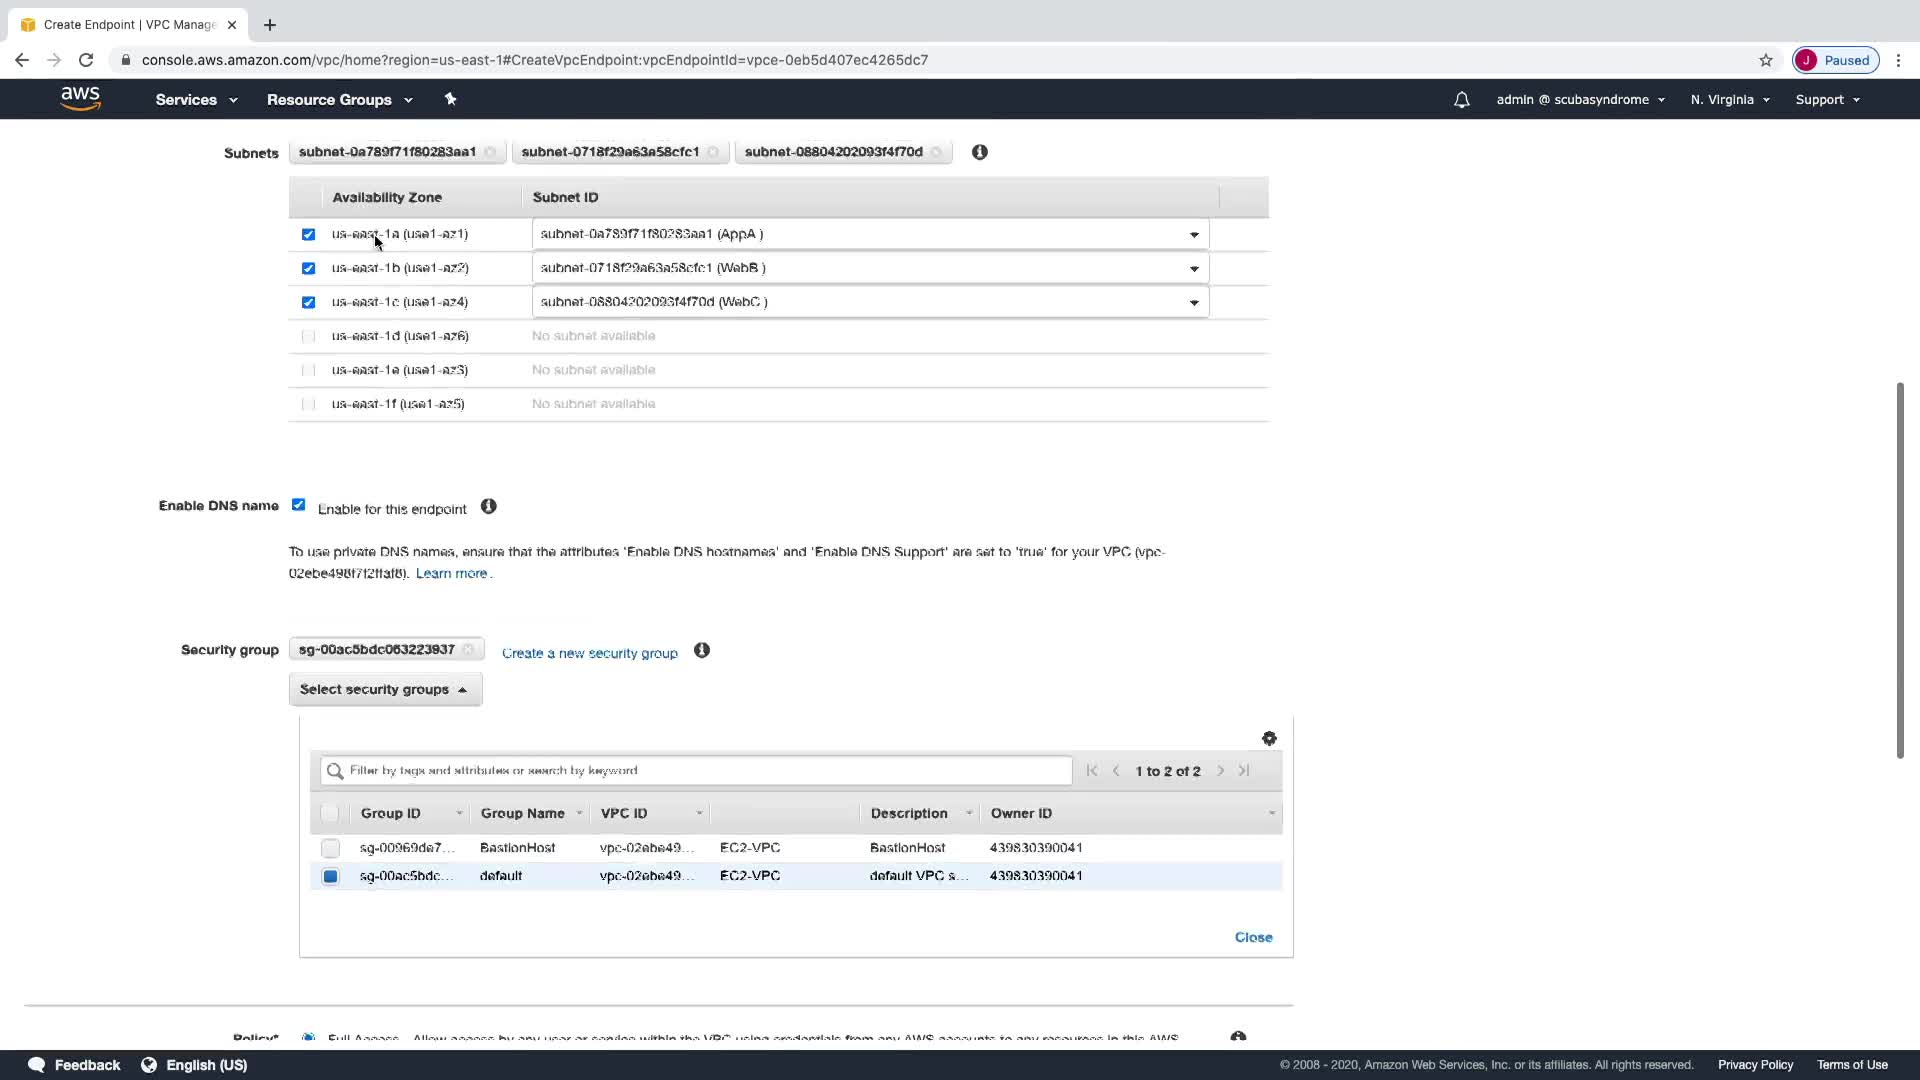 Create Endpoint | VPC Manage
console.aws.amazon.com/vpc/home?region=us-east-1#CreateVpcEndpoint:vpcEndpointId=vpce-0eb5d407ec4265dc7
J Paused
aws Services Resource Groups admin @ scubasyndrome N. Virginia Support
Subnets subnet-0a789f71f80283aa1 subnet-0718f29a63a58cfc1 subnet-08804202093f4f70d
Availability Zone Subnet ID
us-east-1a (use1-az1) subnet-0a789f71f80283aa1 (AppA )
us-east-1b (use1-az2) subnet-0718f29a63a58cfc1 (WebB )
us-east-1c (use1-az4) subnet-08804202093f4f70d (WebC )
us-east-1d (use1-az6) No subnet available
us-east-1e (use1-az3) No subnet available
us-east-1f (use1-az5) No subnet available
Enable DNS name Enable for this endpoint
To use private DNS names, ensure that the attributes 'Enable DNS hostnames' and 'Enable DNS Support' are set to 'true' for your VPC (vpc-
02ebe498f7f2ffaf8). Learn more.
Security group sg-00ac5bdc063223937 Create a new security group
Select security groups
Filter by tags and attributes or search by keyword 1 to 2 of 2
Group ID Group Name VPC ID Description Owner ID
sg-00969de7... BastionHost vpc-02ebe49... EC2-VPC BastionHost 439830390041
sg-00ac5bdc... default vpc-02ebe49... EC2-VPC default VPC s... 439830390041
Close
Policy* Full Access - Allow access by any user or service within the VPC using credentials from any AWS accounts to any resources in this AWS
Feedback English (US) © 2008 - 2020, Amazon Web Services, Inc. or its affiliates. All rights reserved. Privacy Policy Terms of Use